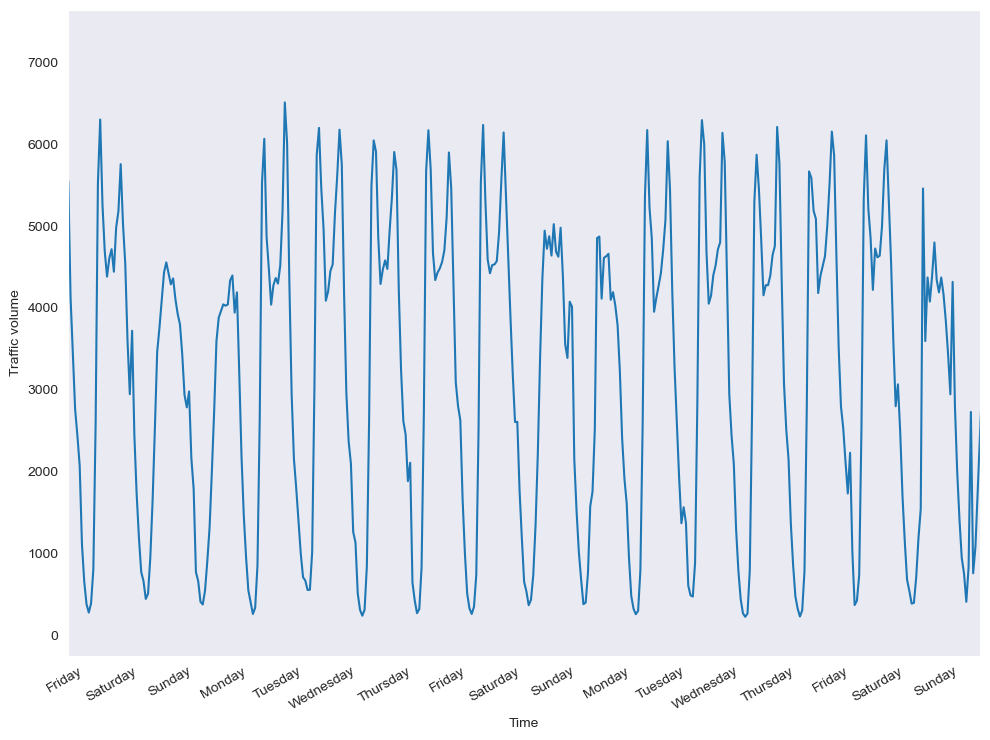 7000
6000
5000
4000
3000
2000
1000
0
Traffic volume
Friday
Saturday
Sunday
Monday
Tuesday
Wednesday
Thursday
Friday
Saturday
Sunday
Monday
Tuesday
Wednesday
Thursday
Friday
Saturday
Sunday
Time